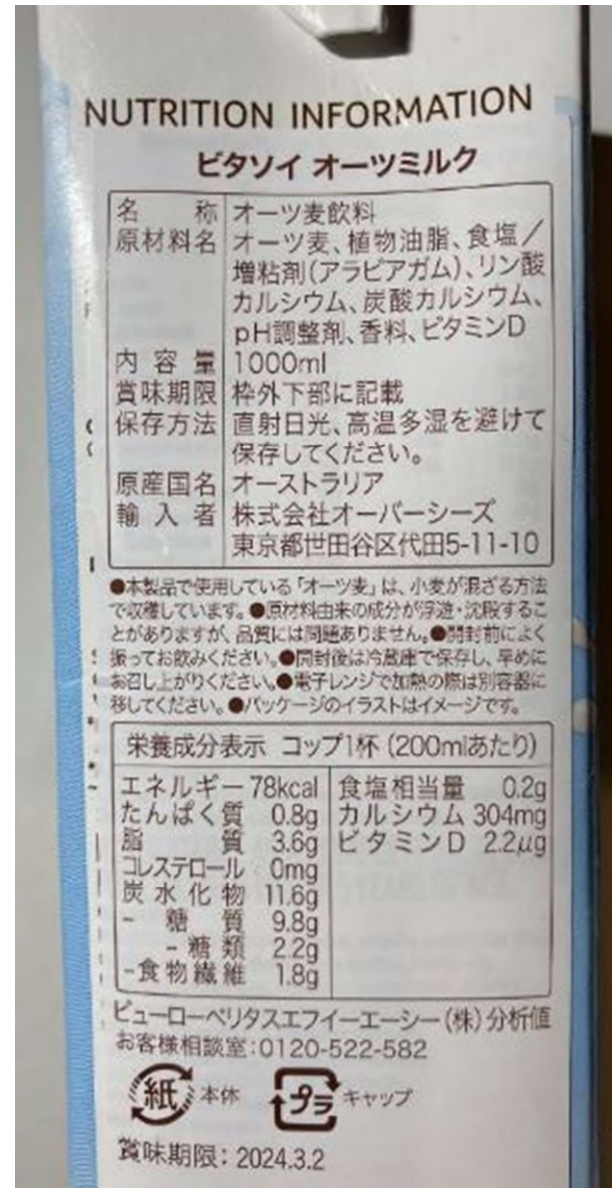 NUTRITION INFORMATION
ビタソイ オーツミルク
名 称 オーツ麦飲料
原材料名 オーツ麦、植物油脂、食塩/
増粘剤(アラビアガム)、リン酸
カルシウム、炭酸カルシウム、
pH調整剤、香料、ビタミンD
内容量 1000ml
賞味期限 枠外下部に記載
保存方法 直射日光、高温多湿を避けて
保存してください。
原産国名 オーストラリア
輸入者 株式会社オーバーシーズ
東京都世田谷区代田5-11-10
●本製品で使用している「オーツ麦」は、小麦が混ざる方法
で収穫しています。●原材料由来の成分が浮遊・沈殿するこ
とがありますが、品質には問題ありません。●開封前によく
振ってお飲みください。●開封後は冷蔵庫で保存し、早めに
お召し上がりください。●電子レンジで加熱の際は別容器に
移してください。●パッケージのイラストはイメージです。
栄養成分表示 コップ1杯(200mlあたり)
エネルギー 78kcal 食塩相当量 0.2g
たんぱく質 0.8g カルシウム 304mg
脂質 3.6g ビタミンD 2.2μg
コレステロール 0mg
炭水化物 11.6g
- 糖質 9.8g
- 糖類 2.2g
-食物繊維 1.8g
ビューローベリタスエフイーエーシー(株)分析値
お客様相談室:0120-522-582
紙 本体 プラ キャップ
賞味期限: 2024.3.2